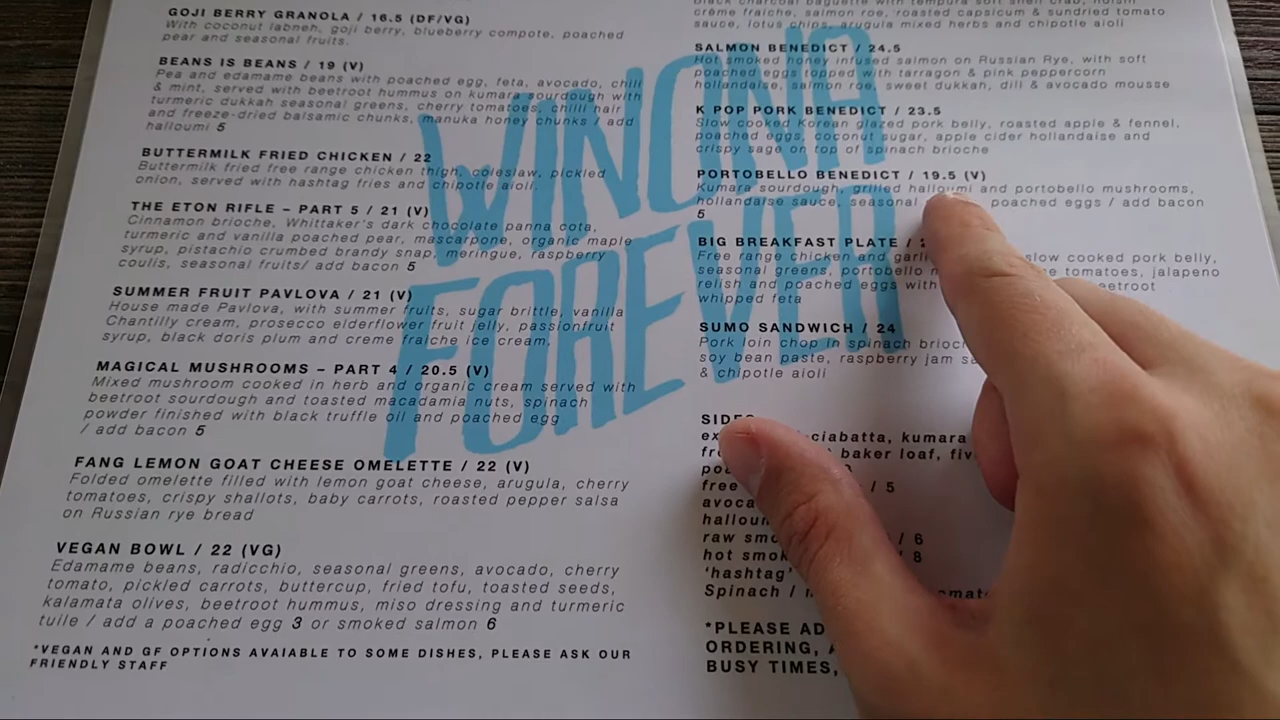 GOJI BERRY GRANOLA / 16.5 (DF/VG)
With coconut labneh, goji berry, blueberry compote, poached
pear and seasonal fruits.
BEANS IS BEANS / 19 (V)
Pea and edamame beans with poached egg, feta, avocado, chili
& mint, served with beetroot hummus on kumara sourdough with
turmeric dukkah seasonal greens, cherry tomatoes, chilli hair
and freeze-dried balsamic chunks, manuka honey chunks / add
halloumi 5
BUTTERMILK FRIED CHICKEN / 22
Buttermilk fried free range chicken thigh, coleslaw, pickled
onion, served with hashtag fries and chipotle aioli.
THE ETON RIFLE – PART 5 / 21 (V)
Cinnamon brioche, Whittaker's dark chocolate panna cota,
turmeric and vanilla poached pear, mascarpone, organic maple
syrup, pistachio crumbed brandy snap, meringue, raspberry
coulis, seasonal fruits/ add bacon 5
SUMMER FRUIT PAVLOVA / 21 (V)
House made Pavlova, with summer fruits, sugar brittle, vanilla
Chantilly cream, prosecco elderflower fruit jelly, passionfruit
syrup, black doris plum and creme fraiche ice cream.
MAGICAL MUSHROOMS – PART 4 / 20.5 (V)
Mixed mushroom cooked in herb and organic cream served with
beetroot sourdough and toasted macadamia nuts, spinach
powder finished with black truffle oil and poached egg
/ add bacon 5
FANG LEMON GOAT CHEESE OMELETTE / 22 (V)
Folded omelette filled with lemon goat cheese, arugula, cherry
tomatoes, crispy shallots, baby carrots, roasted pepper salsa
on Russian rye bread
VEGAN BOWL / 22 (VG)
Edamame beans, radicchio, seasonal greens, avocado, cherry
tomato, pickled carrots, buttercup, fried tofu, toasted seeds,
kalamata olives, beetroot hummus, miso dressing and turmeric
tuile / add a poached egg 3 or smoked salmon 6
*VEGAN AND GF OPTIONS AVAIABLE TO SOME DISHES, PLEASE ASK OUR
FRIENDLY STAFF
WINONA
FOREVER
black charcoal baguette with tempura soft shell crab,
crème fraiche, salmon roe, roasted capsicum & sundried tomato
sauce, lotus chips, arugula mixed herbs and chipotle aioli
SALMON BENEDICT / 24.5
Hot smoked honey infused salmon on Russian Rye, with soft
poached eggs topped with tarragon & pink peppercorn
hollandaise, salmon roe, sweet dukkah, dill & avocado mousse
K POP PORK BENEDICT / 23.5
Slow cooked Korean glazed pork belly, roasted apple & fennel,
poached eggs, coconut sugar, apple cider hollandaise and
crispy sage on top of spinach brioche
PORTOBELLO BENEDICT / 19.5 (V)
Kumara sourdough, grilled halloumi and portobello mushrooms,
hollandaise sauce, seasonal poached eggs / add bacon
5
BIG BREAKFAST PLATE /
Free range chicken and slow cooked pork belly,
seasonal greens, portobello tomatoes, jalapeno
relish and poached eggs with beetroot
whipped feta
SUMO SANDWICH / 24
Pork loin chop in spinach
soy bean paste, raspberry jam
& chipotle aioli
ciabatta, kumara
baker loaf,
free / 5
raw / 6
hot / 8
'hashtag'
Spinach /
*PLEASE
ORDERING,
BUSY TIMES,